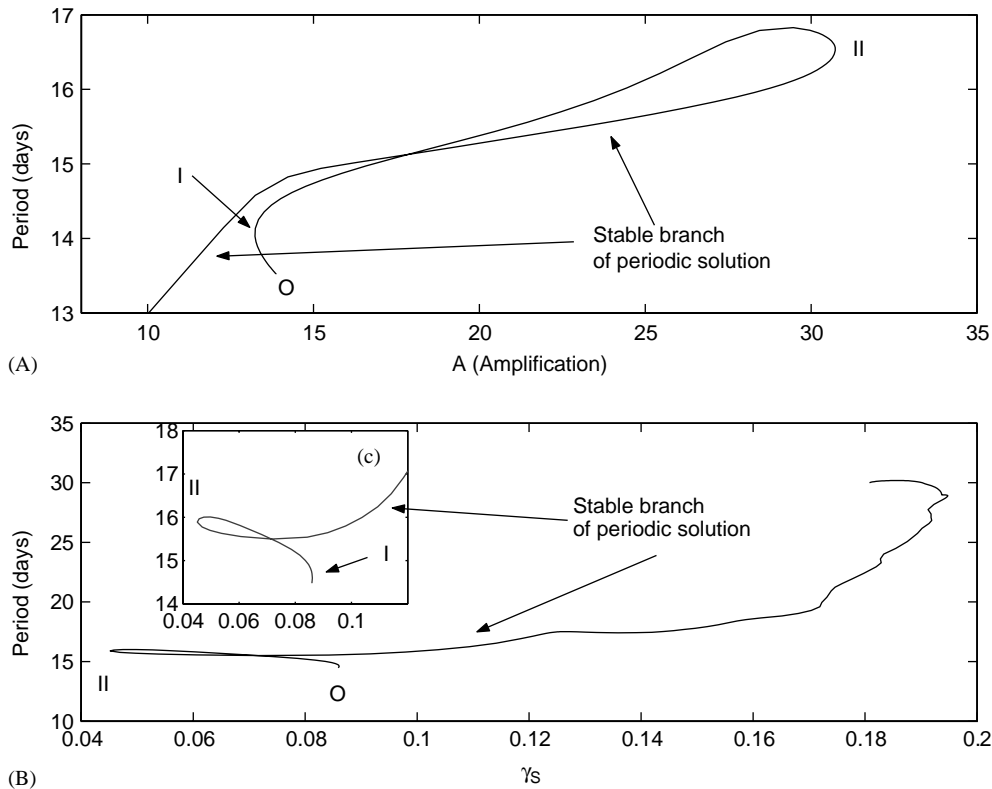 17
16
15
14
13
Period (days)
I
II
O
Stable branch
of periodic solution
10 15 20 25 30 35
A (Amplification)
(A)
35
30
25
20
15
10
Period (days)
18
17
16
15
14
II
(c)
I
0.04 0.06 0.08 0.1
Stable branch
of periodic solution
II
O
0.04 0.06 0.08 0.1 0.12 0.14 0.16 0.18 0.2
γS
(B)